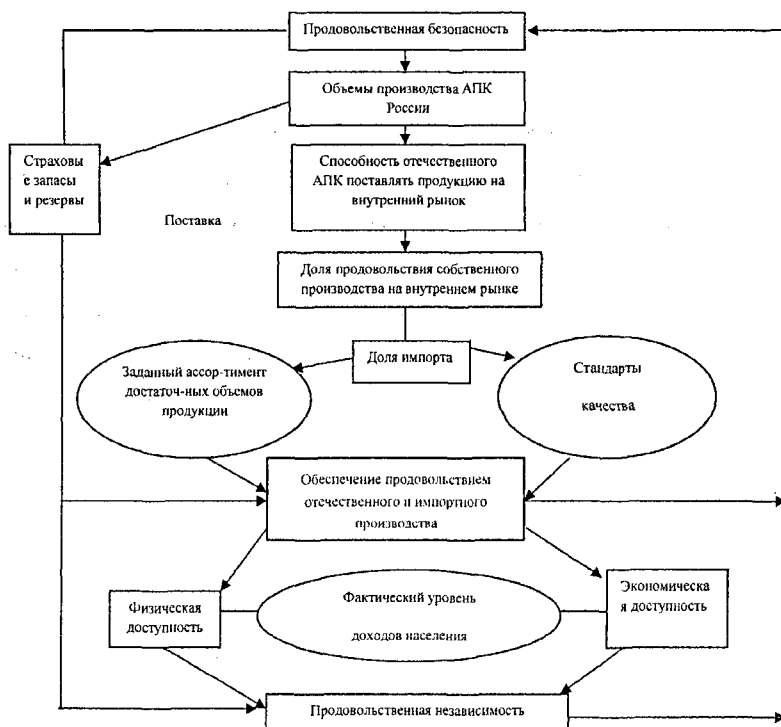 Продовольственная безопасность
Объемы производства АПК
России
Страховы
е запасы
и резервы
Способность отечественного
АПК поставлять продукцию на
внутренний рынок
Поставка
Доля продовольствия собственного
производства на внутреннем рынке
Доля импорта
Заданный ассор-тимент
достаточ-ных объемов
продукции
Стандарты
качества
Обеспечение продовольствием
отечественного и импортного
производства
Физическая
доступность
Фактический уровень
доходов населения
Экономическа
я доступность
Продовольственная независимость